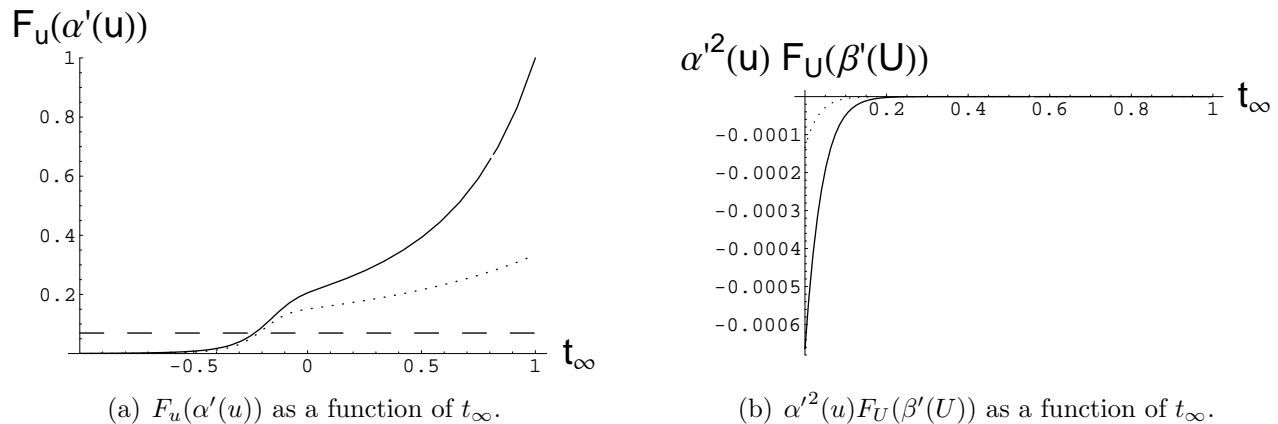 F_u(α'(u))
1
0.8
0.6
0.4
0.2
-0.5 0 0.5 1
t_∞
(a) F_u(α′(u)) as a function of t_∞.
α'²(u) F_U(β'(U))
0.2 0.4 0.6 0.8 1
t_∞
-0.0001
-0.0002
-0.0003
-0.0004
-0.0005
-0.0006
(b) α′²(u)F_U(β′(U)) as a function of t_∞.